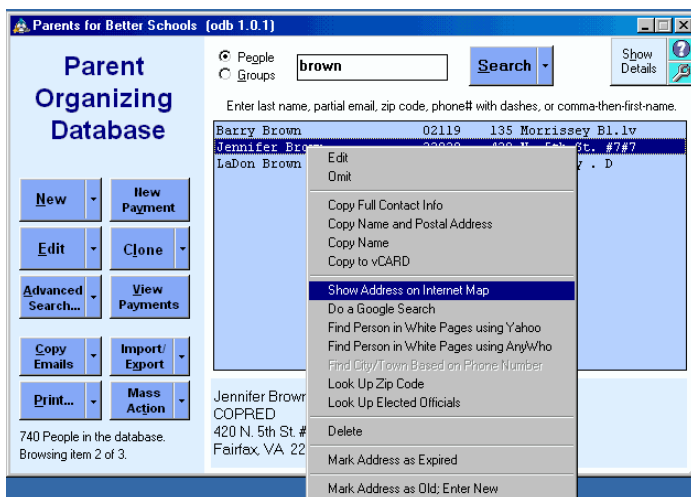 Parents for Better Schools (odb 1.0.1)
Parent
Organizing
Database
People
Groups
brown
Search
Show
Details
Enter last name, partial email, zip code, phone# with dashes, or comma-then-first-name.
Barry Brown 02119 135 Morrissey Bl.1v
Jennifer Brown St. #7#7
LaDon Brown . D
New
New
Payment
Edit
Clone
Advanced
Search...
View
Payments
Copy
Emails
Import/
Export
Print...
Mass
Action
740 People in the database.
Browsing item 2 of 3.
Edit
Omit
Copy Full Contact Info
Copy Name and Postal Address
Copy Name
Copy to vCARD
Show Address on Internet Map
Do a Google Search
Find Person in White Pages using Yahoo
Find Person in White Pages using AnyWho
Find City/Town Based on Phone Number
Look Up Zip Code
Look Up Elected Officials
Delete
Mark Address as Expired
Mark Address as Old; Enter New
Jennifer Brown
COPRED
420 N. 5th St. #
Fairfax, VA 22